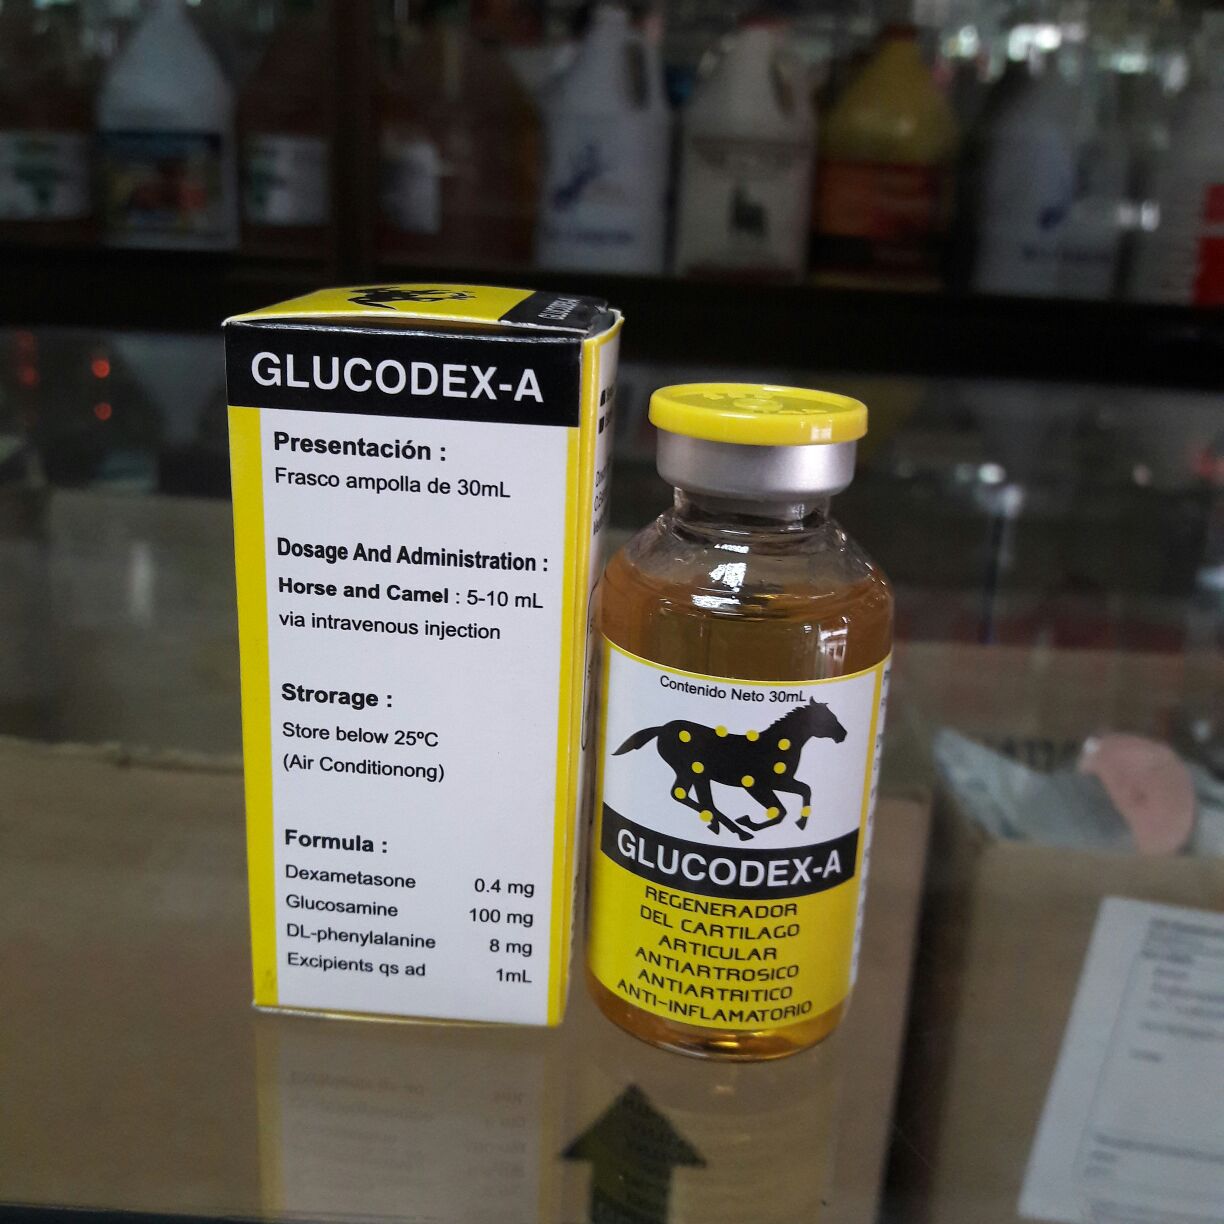 GLUCODEX-A
GLUCODEX-A
Presentación :
Frasco ampolla de 30mL
Dosage And Administration :
Horse and Camel : 5-10 mL
via intravenous injection
Strorage :
Store below 25ºC
(Air Conditionong)
Formula :
Dexametasone 0.4 mg
Glucosamine 100 mg
DL-phenylalanine 8 mg
Excipients qs ad 1mL
Contenido Neto 30mL
GLUCODEX-A
REGENERADOR
DEL CARTILAGO
ARTICULAR
ANTIARTROSICO
ANTIARTRITICO
ANTI-INFLAMATORIO